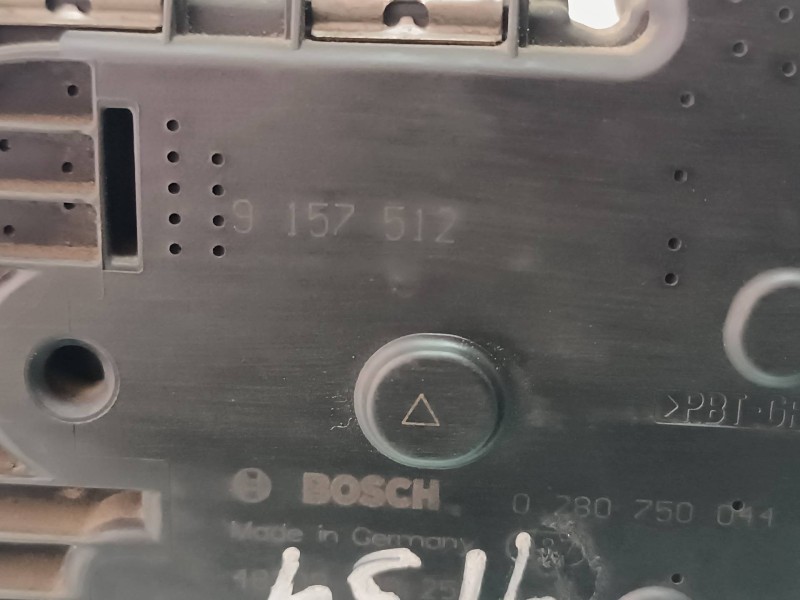 9 157 512
>PBT-G
BOSCH 0 280 750 044
Made in Germany